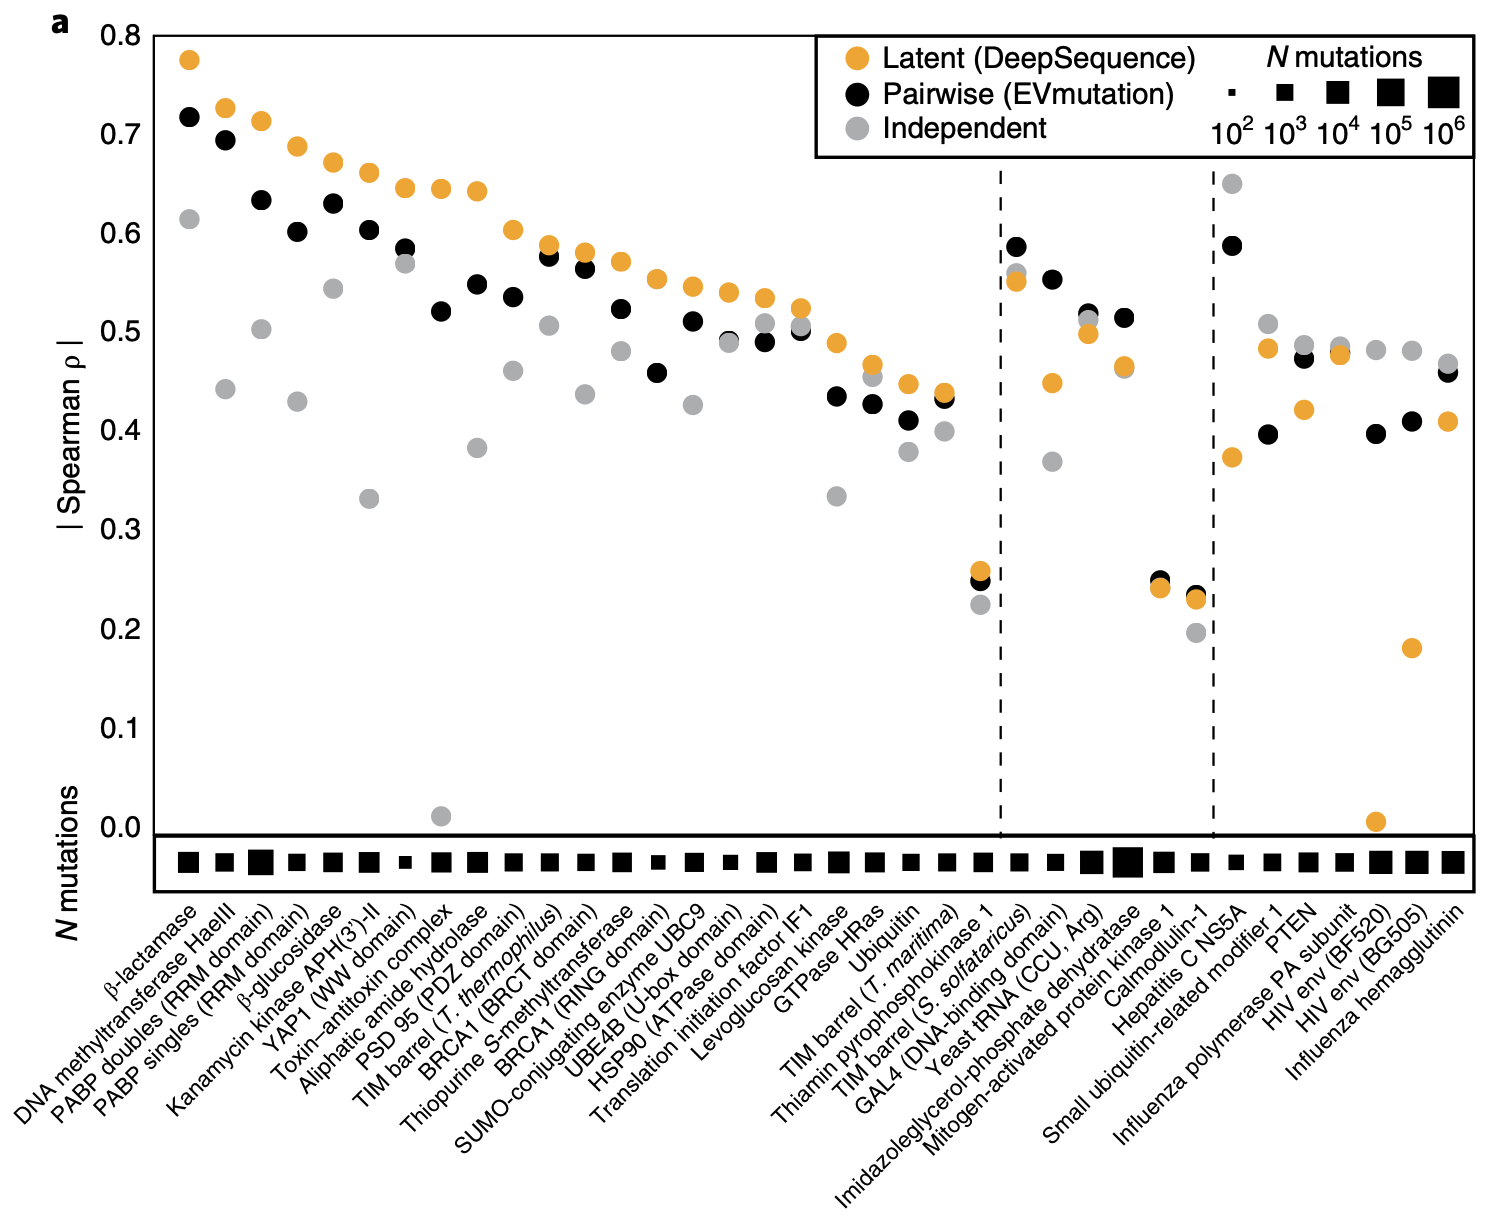 a
0.8
0.7
0.6
0.5
0.4
0.3
0.2
0.1
0.0
| Spearman ρ |
N mutations
Latent (DeepSequence)
Pairwise (EVmutation)
Independent
N mutations
10² 10³ 10⁴ 10⁵ 10⁶
β-lactamase
DNA methyltransferase HaeIII
PABP doubles (RRM domain)
PABP singles (RRM domain)
β-glucosidase
Kanamycin kinase APH(3')-II
YAP1 (WW domain)
Toxin–antitoxin complex
Aliphatic amide hydrolase
PSD 95 (PDZ domain)
TIM barrel (T. thermophilus)
BRCA1 (BRCT domain)
Thiopurine S-methyltransferase
BRCA1 (RING domain)
SUMO-conjugating enzyme UBC9
UBE4B (U-box domain)
HSP90 (ATPase domain)
Translation initiation factor IF1
Levoglucosan kinase
GTPase HRas
Ubiquitin
TIM barrel (T. maritima)
Thiamin pyrophosphokinase 1
TIM barrel (S. solfataricus)
GAL4 (DNA-binding domain)
Yeast tRNA (CCU, Arg)
Imidazoleglycerol-phosphate dehydratase
Mitogen-activated protein kinase 1
Calmodlulin-1
Hepatitis C NS5A
Small ubiquitin-related modifier 1
PTEN
Influenza polymerase PA subunit
HIV env (BF520)
HIV env (BG505)
Influenza hemagglutinin